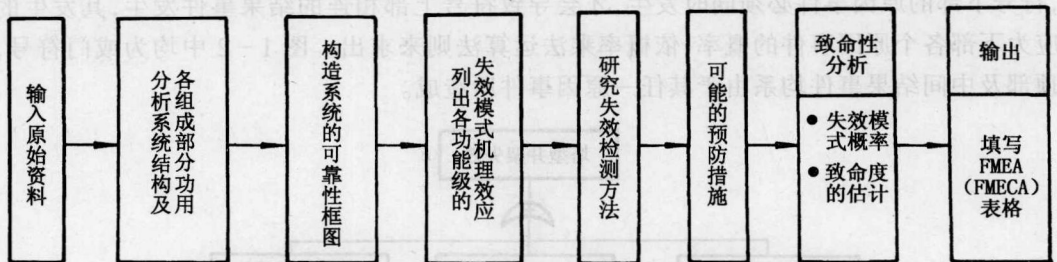 输入原始资料
分析系统结构及
各组成部分功用
构造系统的可靠性框图
列出各功能级的
失效模式机理效应
研究失效检测方法
可能的预防措施
致命性
分析
● 失效模
式概率
● 致命度
的估计
输出
填写
FMEA
(FMECA)
表格